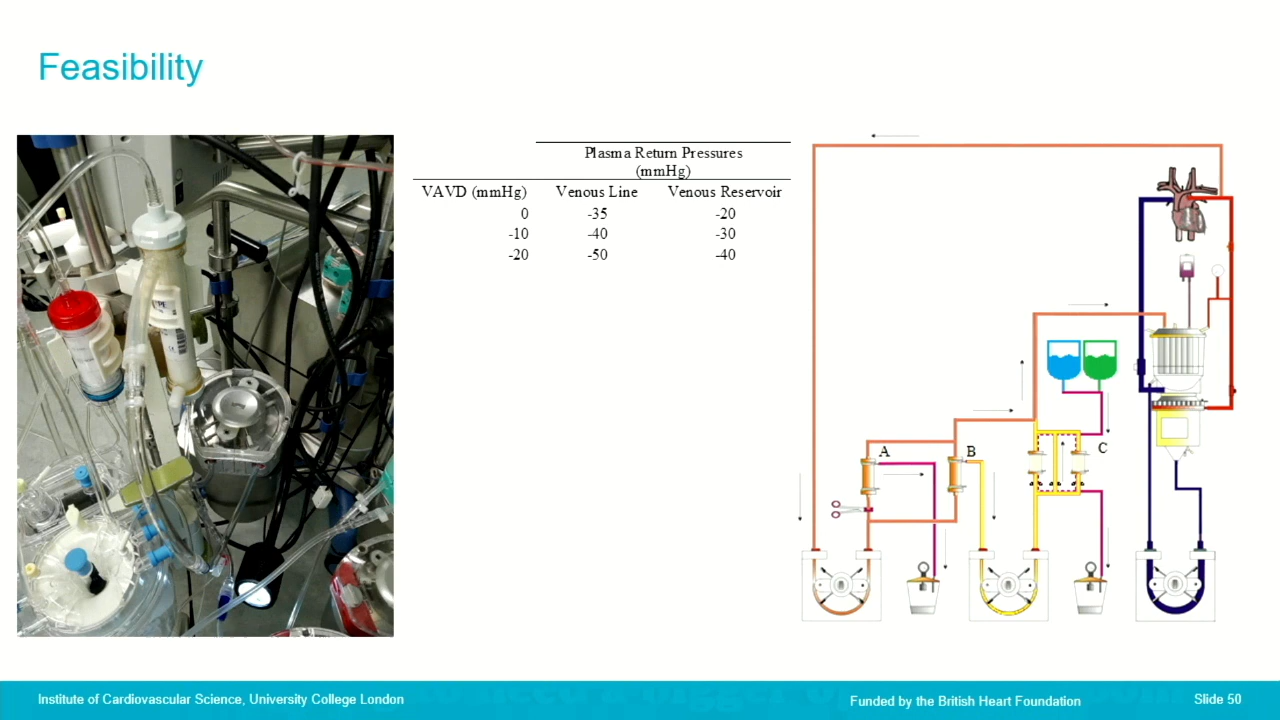 Feasibility
Plasma Return Pressures
(mmHg)
VAVD (mmHg) Venous Line Venous Reservoir
0 -35 -20
-10 -40 -30
-20 -50 -40
A
B
C
Institute of Cardiovascular Science, University College London
Funded by the British Heart Foundation
Slide 50